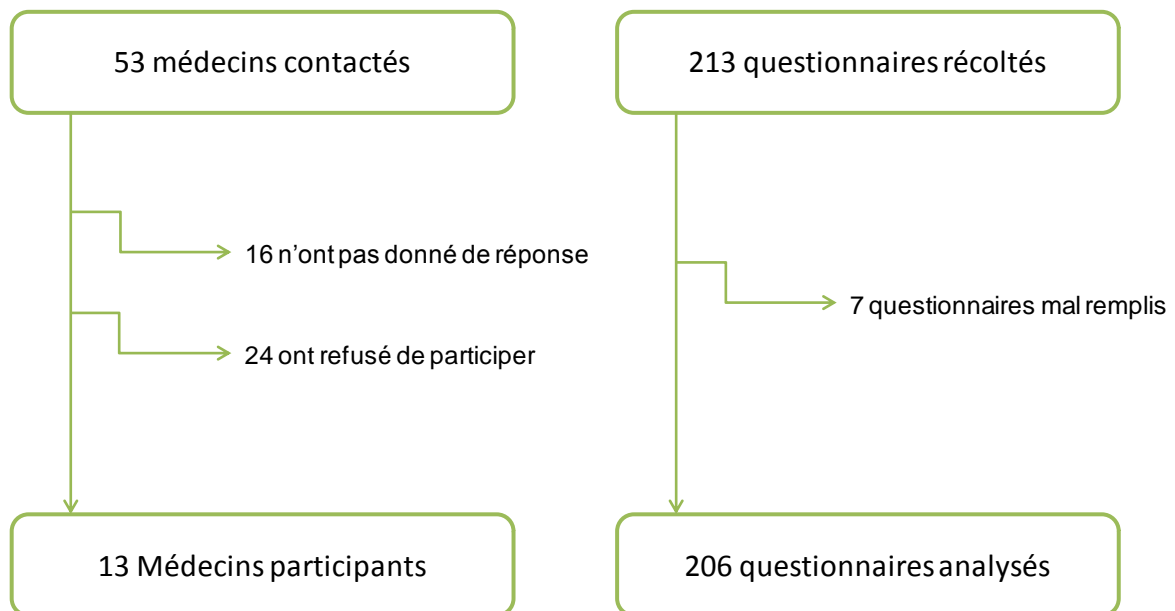 53 médecins contactés
16 n’ont pas donné de réponse
24 ont refusé de participer
13 Médecins participants
213 questionnaires récoltés
7 questionnaires mal remplis
206 questionnaires analysés